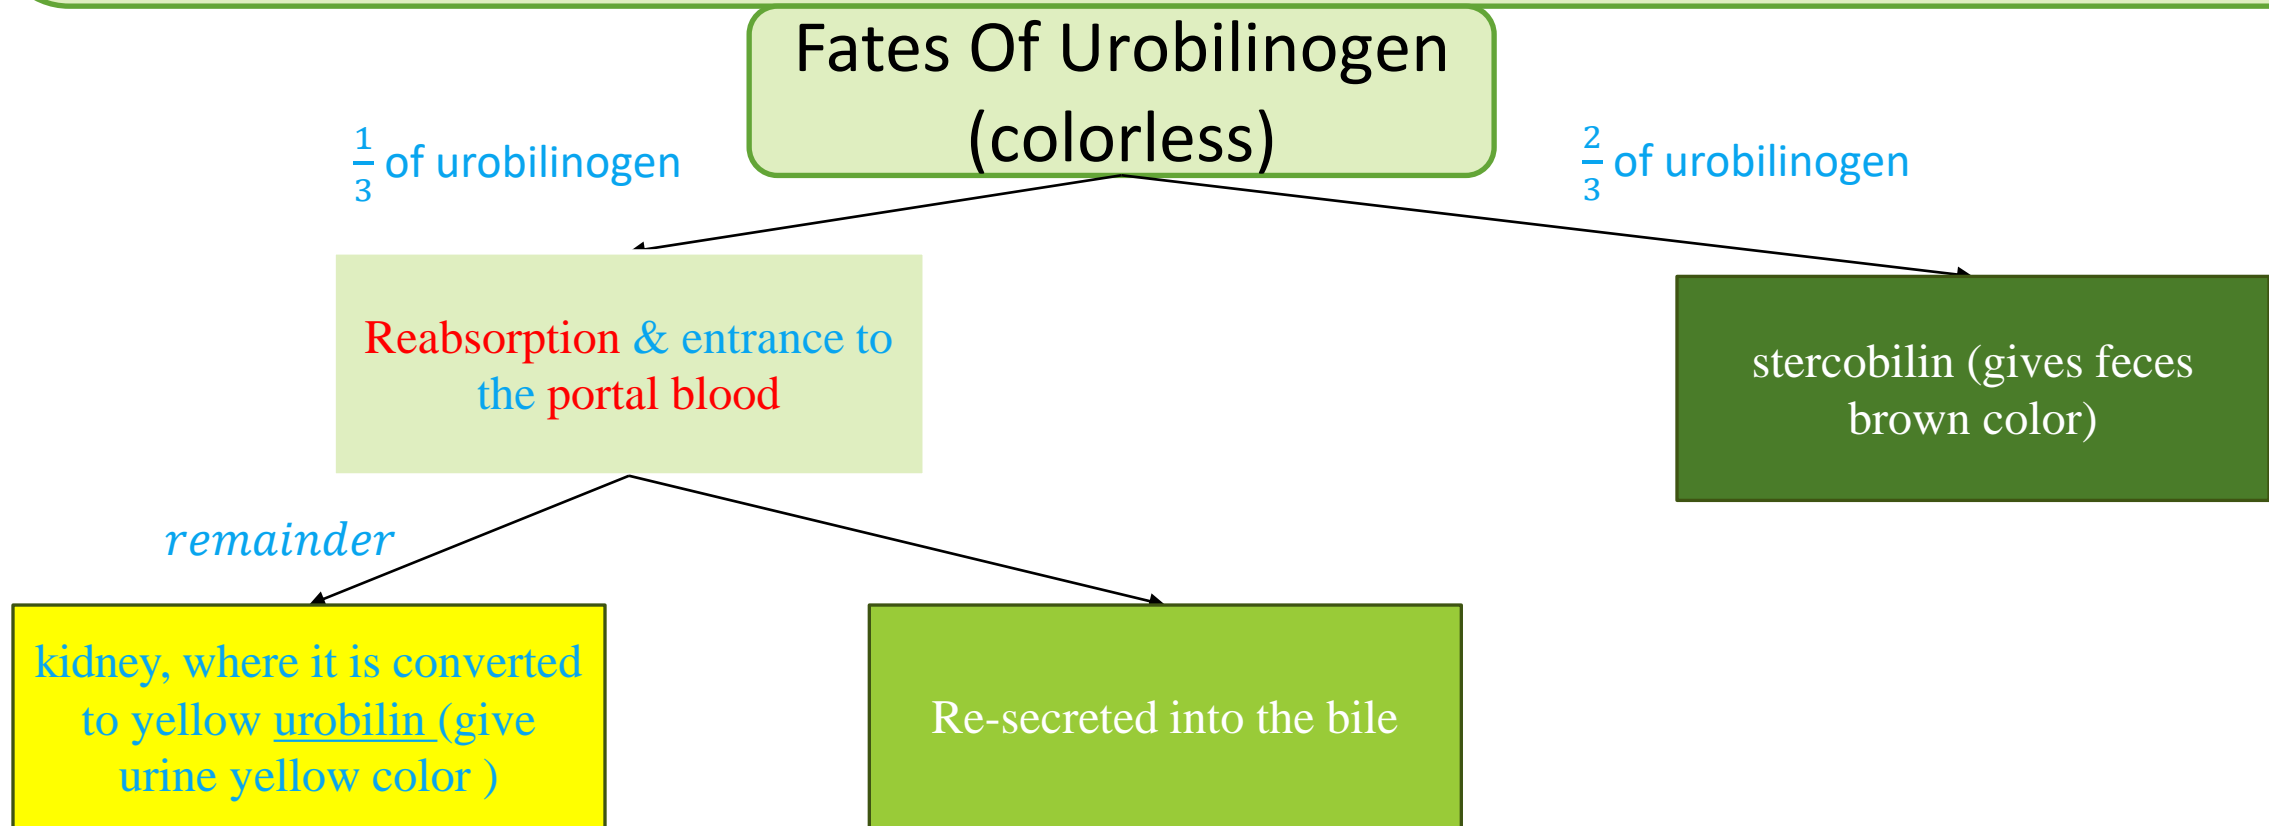 Fates Of Urobilinogen
(colorless)
1/3 of urobilinogen
2/3 of urobilinogen
Reabsorption & entrance to
the portal blood
stercobilin (gives feces
brown color)
remainder
kidney, where it is converted
to yellow urobilin (give
urine yellow color )
Re-secreted into the bile